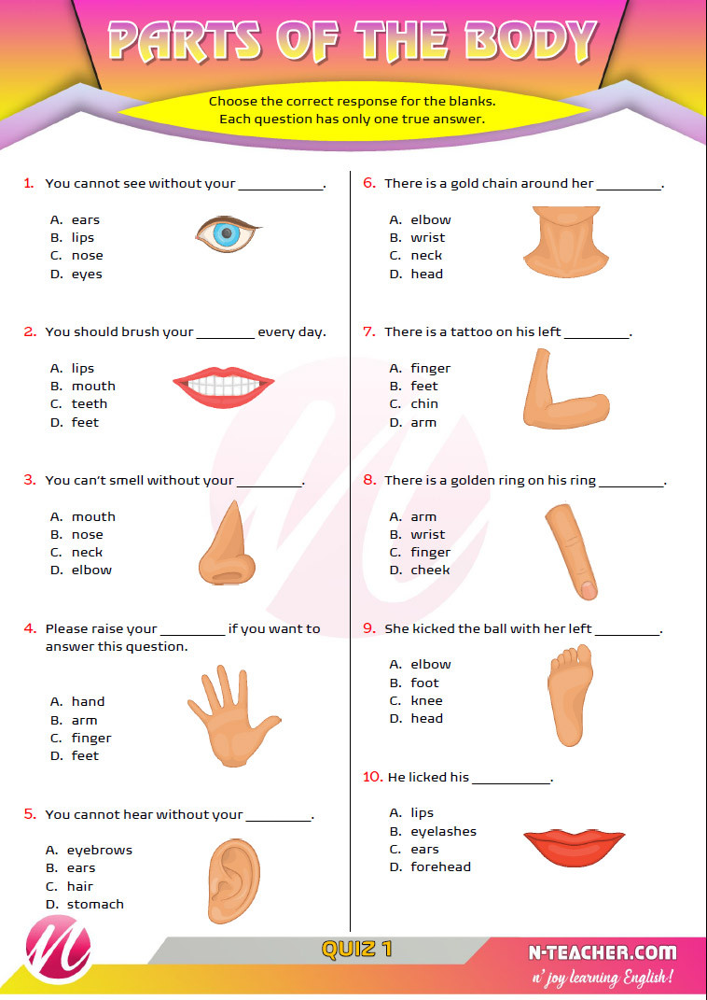 PARTS OF THE BODY
Choose the correct response for the blanks.
Each question has only one true answer.
1. You cannot see without your ___________.
A. ears
B. lips
C. nose
D. eyes
2. You should brush your ________ every day.
A. lips
B. mouth
C. teeth
D. feet
3. You can't smell without your _________.
A. mouth
B. nose
C. neck
D. elbow
4. Please raise your _________ if you want to
answer this question.
A. hand
B. arm
C. finger
D. feet
5. You cannot hear without your _________.
A. eyebrows
B. ears
C. hair
D. stomach
6. There is a gold chain around her _________.
A. elbow
B. wrist
C. neck
D. head
7. There is a tattoo on his left _________.
A. finger
B. feet
C. chin
D. arm
8. There is a golden ring on his ring _________.
A. arm
B. wrist
C. finger
D. cheek
9. She kicked the ball with her left _________.
A. elbow
B. foot
C. knee
D. head
10. He licked his ___________.
A. lips
B. eyelashes
C. ears
D. forehead
n
QUIZ 1
N-TEACHER.COM
n' joy learning English!